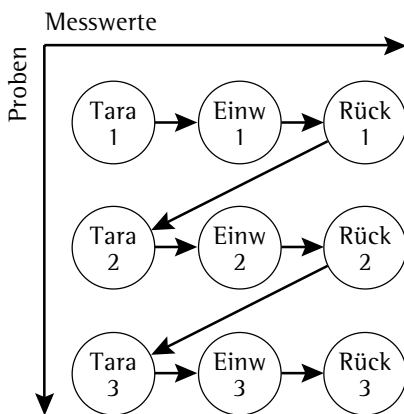 Messwerte
Proben
Tara
1
Einw
1
Rück
1
Tara
2
Einw
2
Rück
2
Tara
3
Einw
3
Rück
3